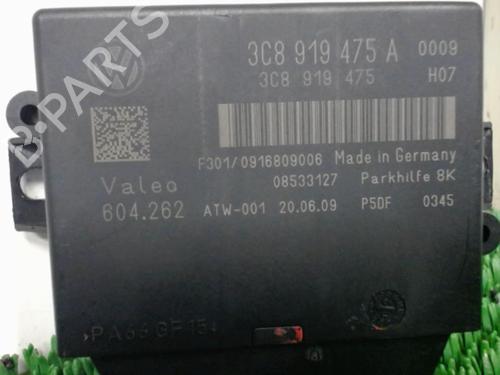 3C8 919 475 A 0009
3C8 919 475 H07
F301/0916809006 Made in Germany
Valeo 08533127 Parkhilfe 8K
604.262 ATW-001 20.06.09 P5DF 0345
>PA66GF15<
B-PARTS